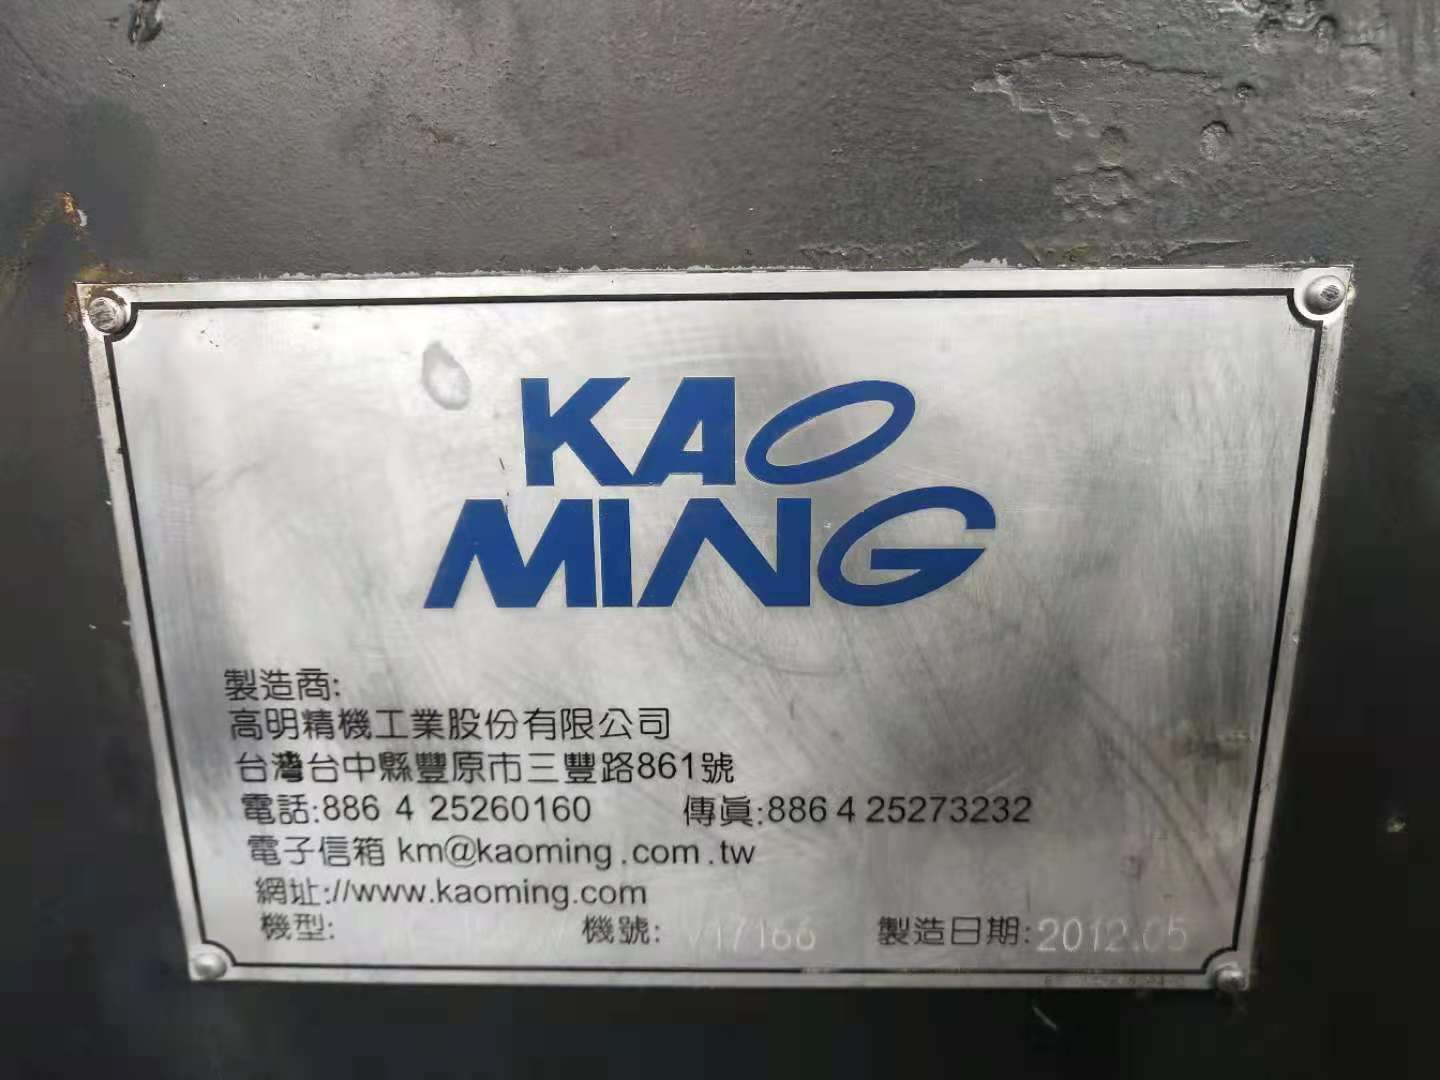 KAO
MING
製造商:
高明精機工業股份有限公司
台灣台中縣豐原市三豐路861號
電話:886 4 25260160 傳真:886 4 25273232
電子信箱 km@kaoming.com.tw
網址://www.kaoming.com
機型: 機號: V17166 製造日期:2012.05